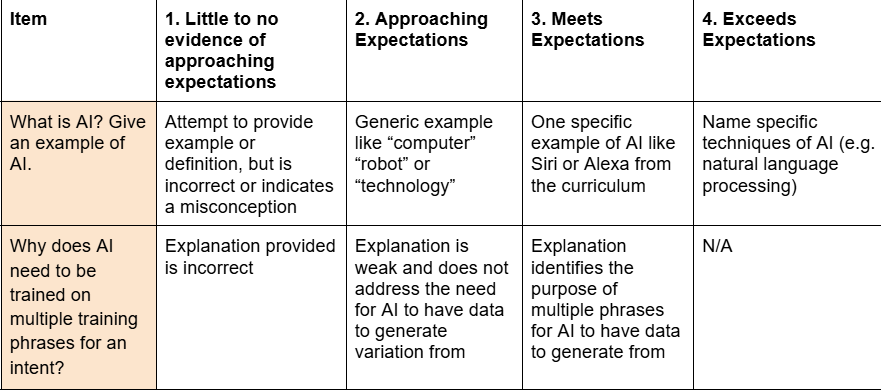 Item
1. Little to no
evidence of
approaching
expectations
2. Approaching
Expectations
3. Meets
Expectations
4. Exceeds
Expectations
What is AI? Give
an example of
AI.
Attempt to provide
example or
definition, but is
incorrect or indicates
a misconception
Generic example
like “computer”
“robot” or
“technology”
One specific
example of AI like
Siri or Alexa from
the curriculum
Name specific
techniques of AI (e.g.
natural language
processing)
Why does AI
need to be
trained on
multiple training
phrases for an
intent?
Explanation provided
is incorrect
Explanation is
weak and does not
address the need
for AI to have data
to generate
variation from
Explanation
identifies the
purpose of
multiple phrases
for AI to have data
to generate from
N/A